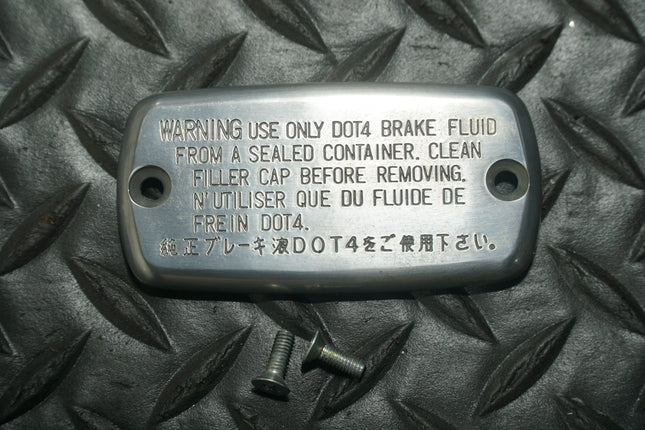 WARNING USE ONLY DOT4 BRAKE FLUID
FROM A SEALED CONTAINER. CLEAN
FILLER CAP BEFORE REMOVING.
N'UTILISER QUE DU FLUIDE DE
FREIN DOT4.
純正ブレーキ液DOT4をご使用下さい。